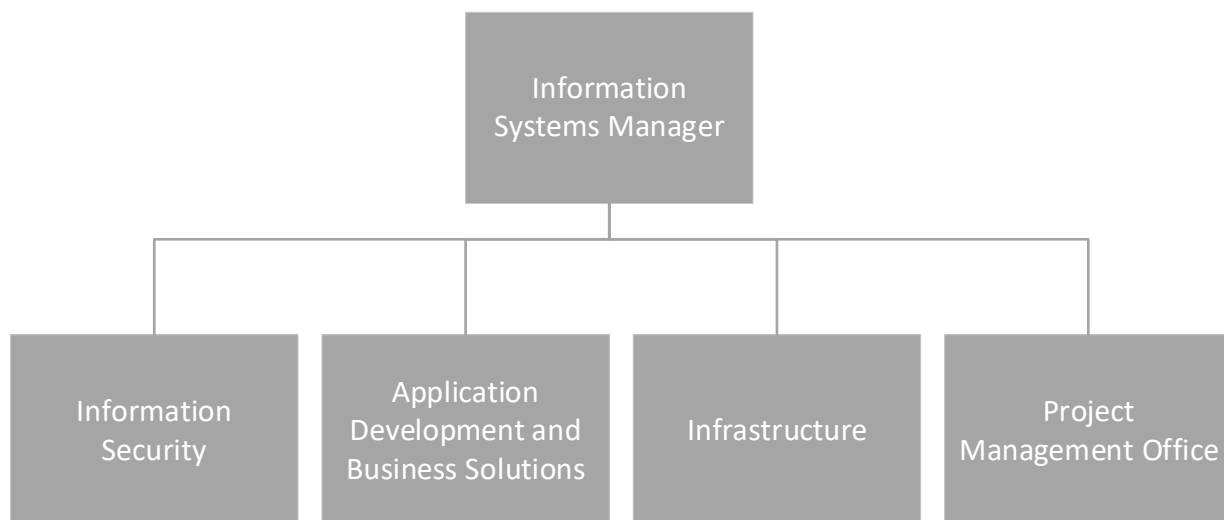 Information
Systems Manager
Information
Security
Application
Development and
Business Solutions
Infrastructure
Project
Management Office